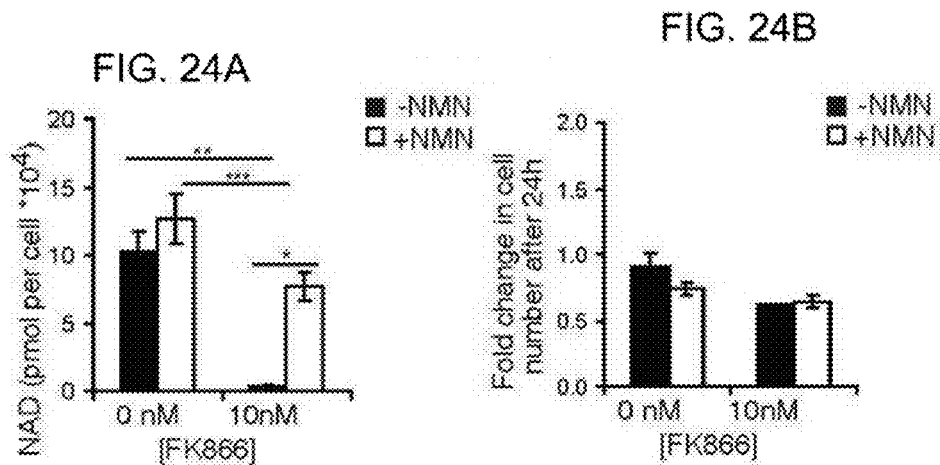 FIG. 24A
-NMN
+NMN
NAD (pmol per cell *10^4)
20
15
10
5
0
**
***
*
0 nM
10nM
[FK866]
FIG. 24B
-NMN
+NMN
Fold change in cell
number after 24h
2.0
1.5
1.0
0.5
0.0
0 nM
10nM
[FK866]